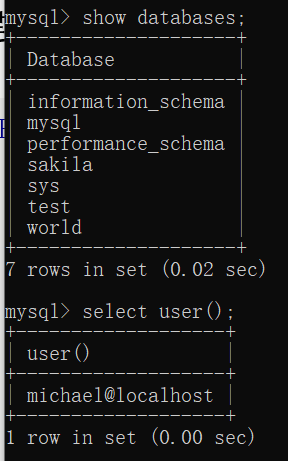 mysql> show databases;
+--------------------+
| Database           |
+--------------------+
| information_schema |
| mysql              |
| performance_schema |
| sakila             |
| sys                |
| test               |
| world              |
+--------------------+
7 rows in set (0.02 sec)
mysql> select user();
+-------------------+
| user()            |
+-------------------+
| michael@localhost |
+-------------------+
1 row in set (0.00 sec)